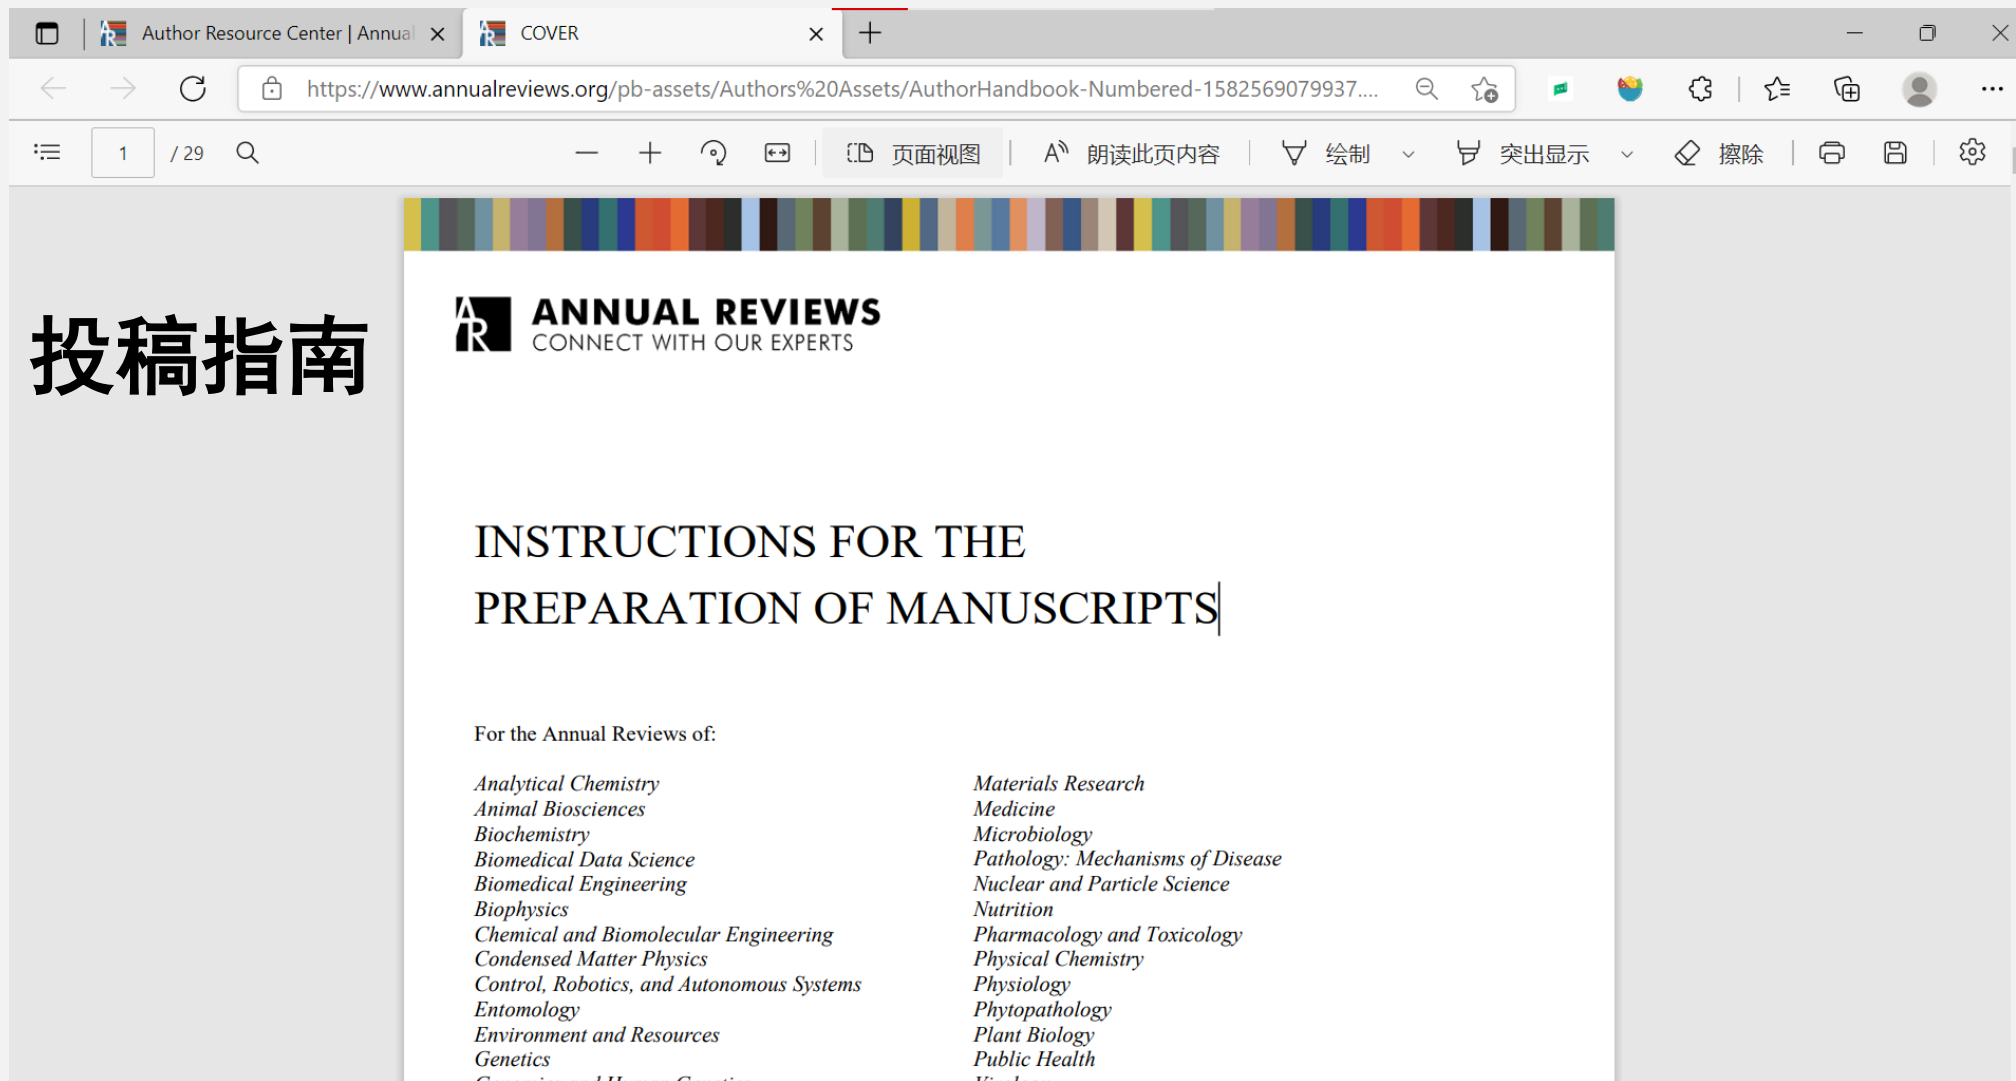 Author Resource Center | Annual
COVER
https://www.annualreviews.org/pb-assets/Authors%20Assets/AuthorHandbook-Numbered-1582569079937....
1
/ 29
页面视图
朗读此页内容
绘制
突出显示
擦除
投稿指南
AR
ANNUAL REVIEWS
CONNECT WITH OUR EXPERTS
INSTRUCTIONS FOR THE
PREPARATION OF MANUSCRIPTS
For the Annual Reviews of:
Analytical Chemistry
Animal Biosciences
Biochemistry
Biomedical Data Science
Biomedical Engineering
Biophysics
Chemical and Biomolecular Engineering
Condensed Matter Physics
Control, Robotics, and Autonomous Systems
Entomology
Environment and Resources
Genetics
Materials Research
Medicine
Microbiology
Pathology: Mechanisms of Disease
Nuclear and Particle Science
Nutrition
Pharmacology and Toxicology
Physical Chemistry
Physiology
Phytopathology
Plant Biology
Public Health